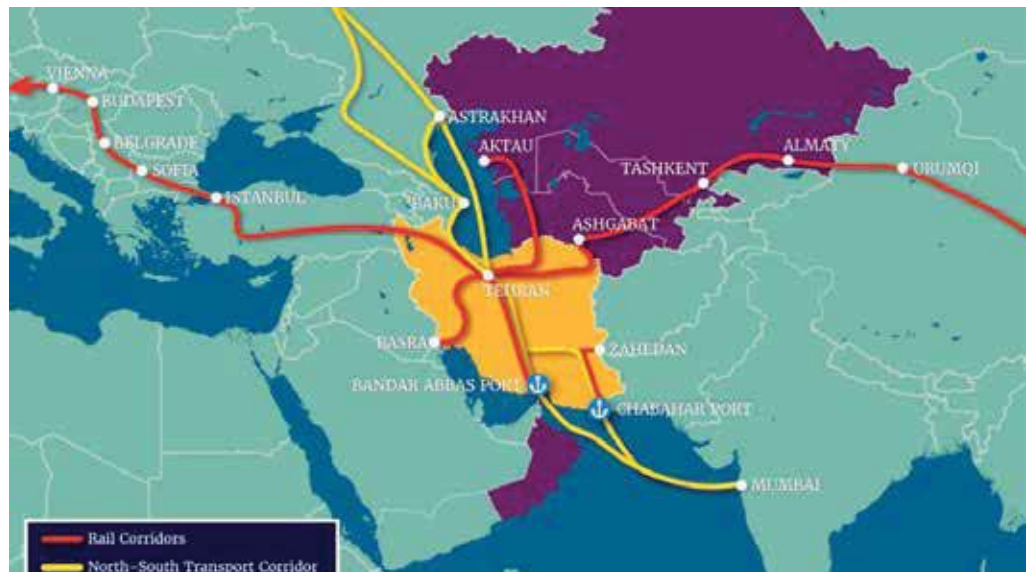 VIENNA
BUDAPEST
BELGRADE
SOFIA
ISTANBUL
ASTRAKHAN
AKTAU
BAKU
TASHKENT
ALMATY
URUMQI
ASHGABAT
TEHRAN
BASRA
ZAHEDAN
BANDAR ABBAS PORT
CHABAHAR PORT
MUMBAI
Rail Corridors
North-South Transport Corridor